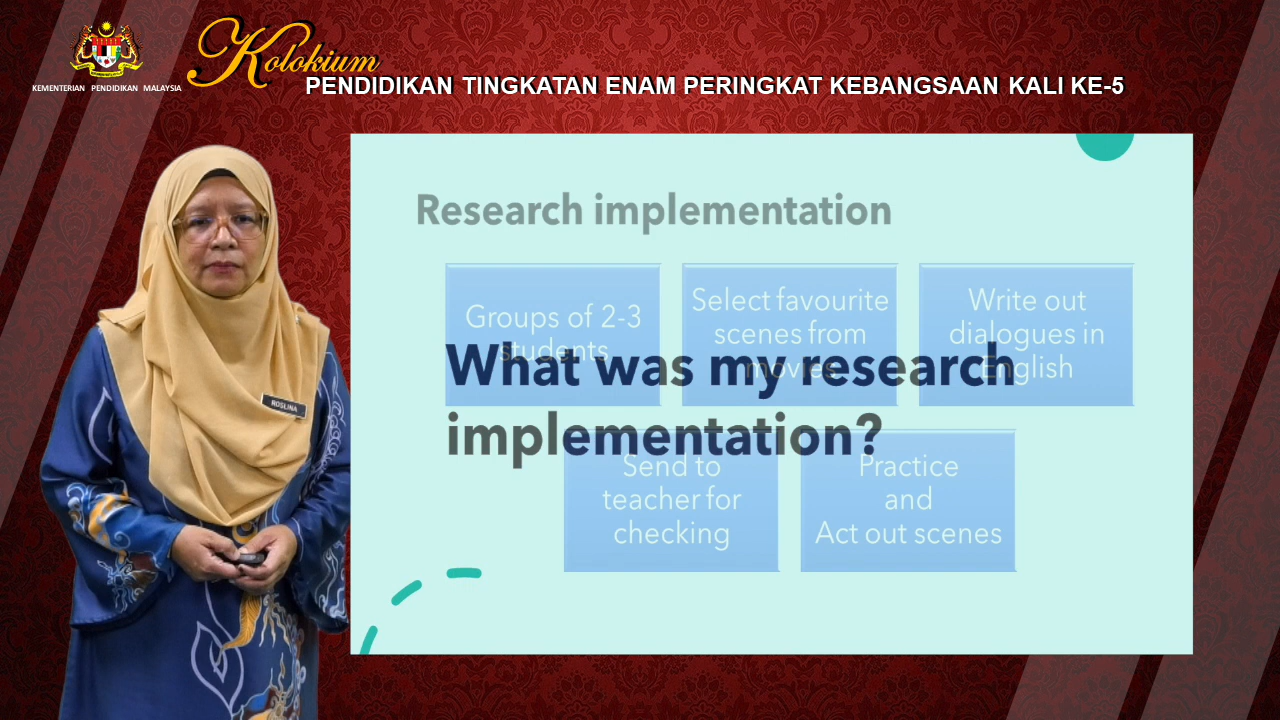 KEMENTERIAN PENDIDIKAN MALAYSIA
Kolokium
PENDIDIKAN TINGKATAN ENAM PERINGKAT KEBANGSAAN KALI KE-5
Research implementation
Groups of 2-3
students
Select favourite
scenes from
movies
Write out
dialogues in
English
What was my research
implementation?
Send to
teacher for
checking
Practice
and
Act out scenes
ROSLINA